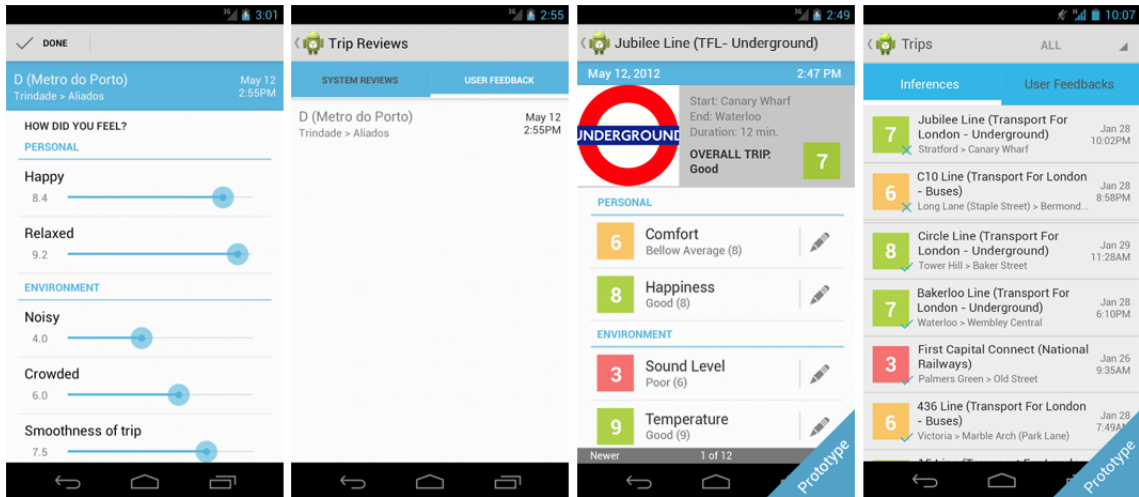 3G 3:01
DONE
D (Metro do Porto) May 12
Trindade > Aliados 2:55PM
HOW DID YOU FEEL?
PERSONAL
Happy
8.4
Relaxed
9.2
ENVIRONMENT
Noisy
4.0
Crowded
6.0
Smoothness of trip
7.5
3G 2:55
Trip Reviews
SYSTEM REVIEWS USER FEEDBACK
D (Metro do Porto) May 12
Trindade > Aliados 2:55PM
3G 2:49
Jubilee Line (TFL- Underground)
May 12, 2012 2:47 PM
UNDERGROUND
Start: Canary Wharf
End: Waterloo
Duration: 12 min.
OVERALL TRIP.
Good
7
PERSONAL
6 Comfort
Bellow Average (8)
8 Happiness
Good (8)
ENVIRONMENT
3 Sound Level
Poor (6)
9 Temperature
Good (9)
Newer 1 of 12
Prototype
H 10:07
Trips ALL
Inferences User Feedbacks
7 Jubilee Line (Transport For
London - Underground)
Stratford > Canary Wharf
Jan 28
10:02PM
6 C10 Line (Transport For London
- Buses)
Long Lane (Staple Street) > Bermond...
Jan 28
8:58PM
8 Circle Line (Transport For
London - Underground)
Tower Hill > Baker Street
Jan 29
11:28AM
7 Bakerloo Line (Transport For
London - Underground)
Waterloo > Wembley Central
Jan 28
6:10PM
3 First Capital Connect (National
Railways)
Palmers Green > Old Street
Jan 26
9:35AM
6 436 Line (Transport For London
- Buses)
Victoria > Marble Arch (Park Lane)
Jan 28
7:49A
Prototype